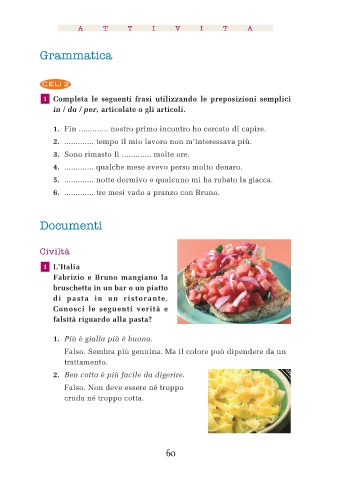 A T T I V I T A
Grammatica
CELI 2
1 Completa le seguenti frasi utilizzando le preposizioni semplici
in / da / per, articolate o gli articoli.
1. Fin ............. nostro primo incontro ho cercato di capire.
2. ............. tempo il mio lavoro non m'interessava più.
3. Sono rimasto lì ............. molte ore.
4. ............. qualche mese avevo perso molto denaro.
5. ............. notte dormivo e qualcuno mi ha rubato la giacca.
6. ............. tre mesi vado a pranzo con Bruno.
Documenti
Civiltà
1 L'Italia
Fabrizio e Bruno mangiano la
bruschetta in un bar o un piatto
di pasta in un ristorante.
Conosci le seguenti verità e
falsità riguardo alla pasta?
1. Più è gialla più è buona.
Falso. Sembra più genuina. Ma il colore può dipendere da un
trattamento.
2. Ben cotta è più facile da digerire.
Falso. Non deve essere né troppo
cruda né troppo cotta.
60